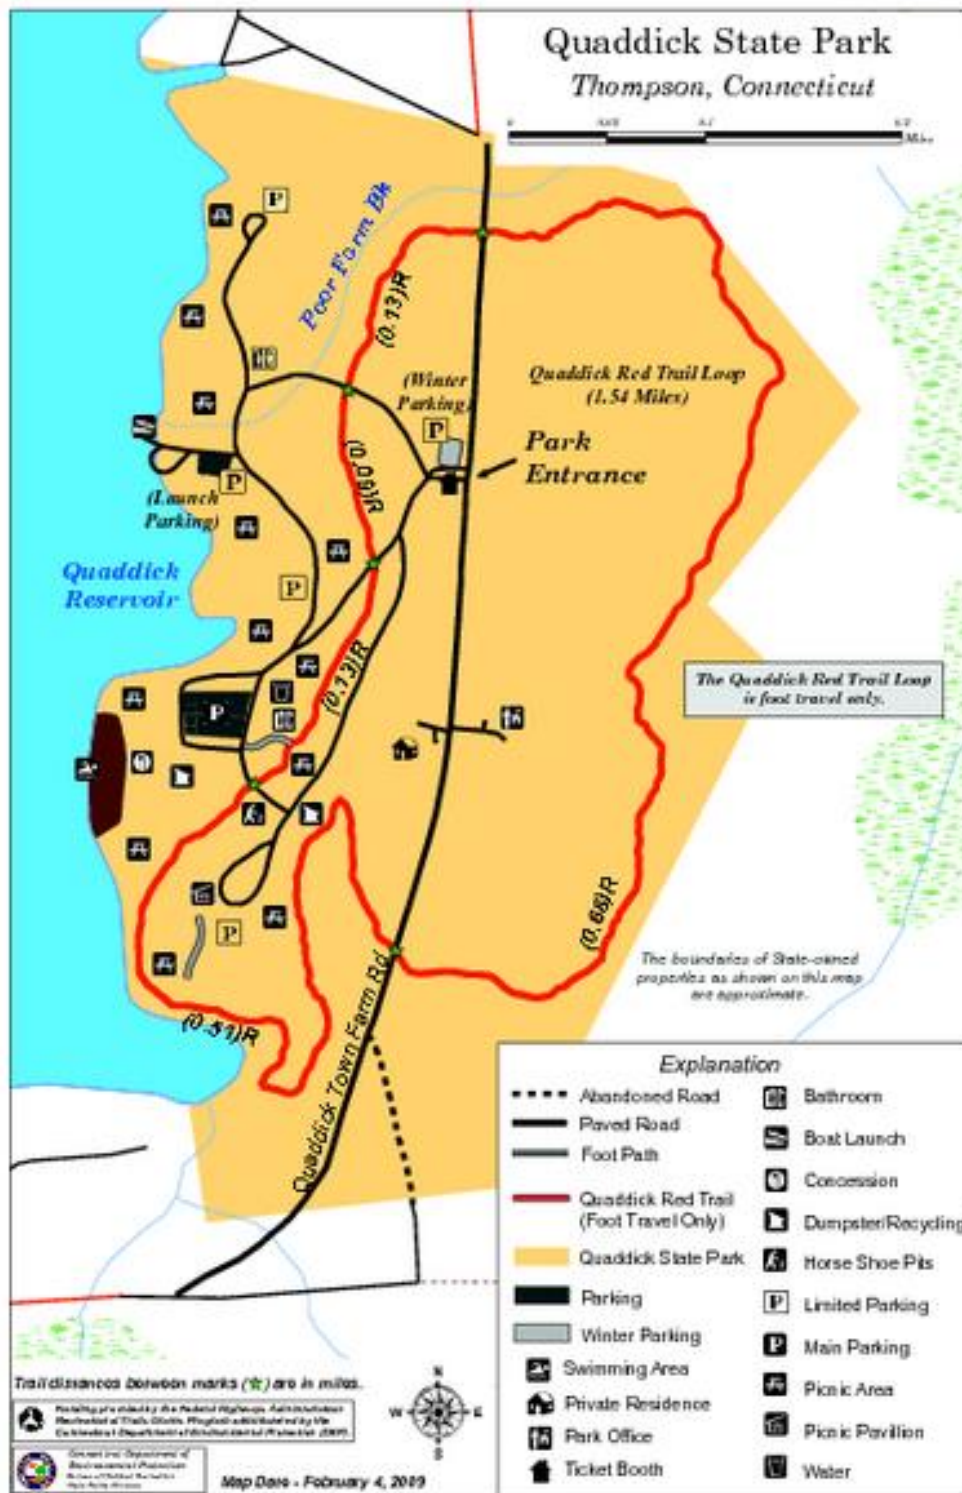 Quaddick State Park
Thompson, Connecticut
0
Miles
P
Poor Farm Bk
(0.13)R
(Winter
Parking)
P
Quaddick Red Trail Loop
(1.54 Miles)
Park
Entrance
P
(Launch
Parking)
R
P
Quaddick
Reservoir
(0.13)R
The Quaddick Red Trail Loop
is foot travel only.
P
(0.68)R
P
The boundaries of State-owned
properties as shown on this map
are approximate.
(0.51)R
Quaddick Town Farm Rd
Explanation
Abandoned Road
Paved Road
Foot Path
Quaddick Red Trail
(Foot Travel Only)
Quaddick State Park
Parking
Winter Parking
Swimming Area
Private Residence
Park Office
Ticket Booth
Bathroom
Boat Launch
Concession
Dumpster/Recycling
Horse Shoe Pits
P Limited Parking
P Main Parking
Picnic Area
Picnic Pavillion
Water
Trail distances between marks ( ) are in miles.
N
W E
S
Map Date - February 4, 2009